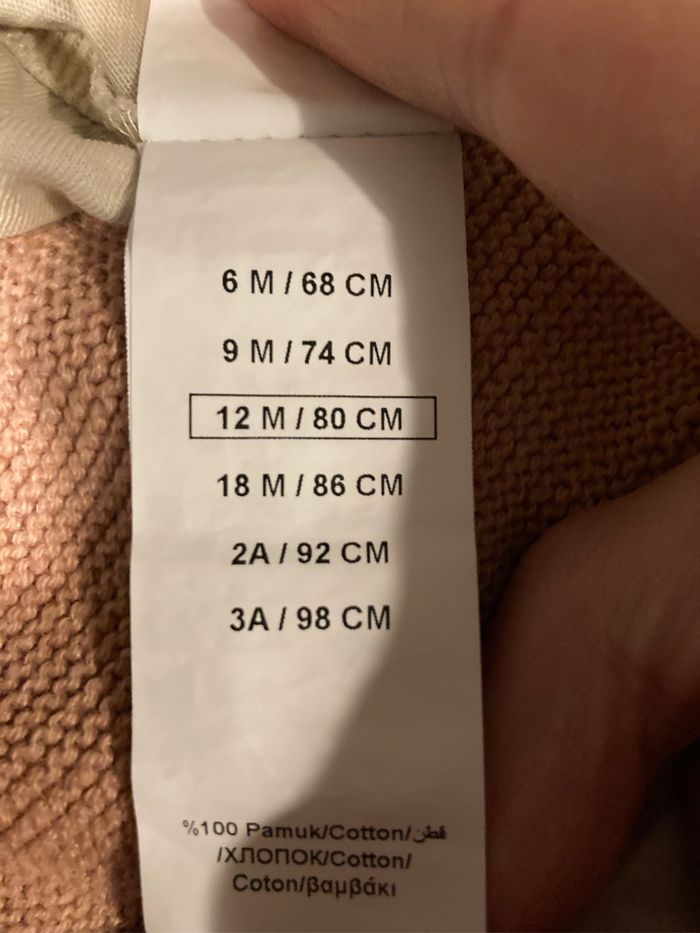 6 M / 68 CM
9 M / 74 CM
12 M / 80 CM
18 M / 86 CM
2A / 92 CM
3A / 98 CM
%100 Pamuk/Cotton/قطن
/ХЛОПОК/Cotton/
Coton/βαμβάκι